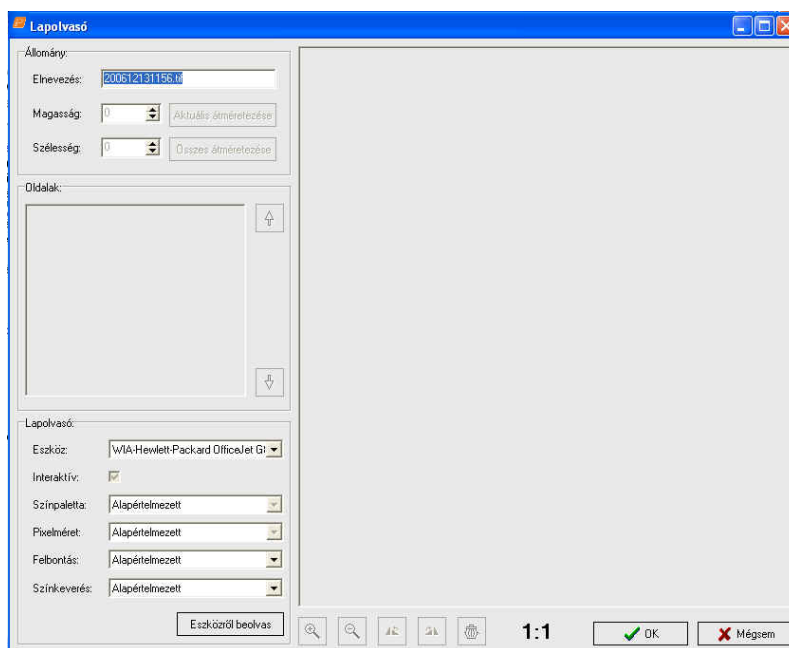 Lapolvasó
Állomány:
Elnevezés: 200612131156.tif
Magasság: 0 Aktuális átméretezése
Szélesség: 0 Összes átméretezése
Oldalak:
Lapolvasó:
Eszköz: WIA-Hewlett-Packard OfficeJet G
Interaktív:
Színpaletta: Alapértelmezett
Pixelméret: Alapértelmezett
Felbontás: Alapértelmezett
Színkeverés: Alapértelmezett
Eszközről beolvas
1:1 OK Mégsem